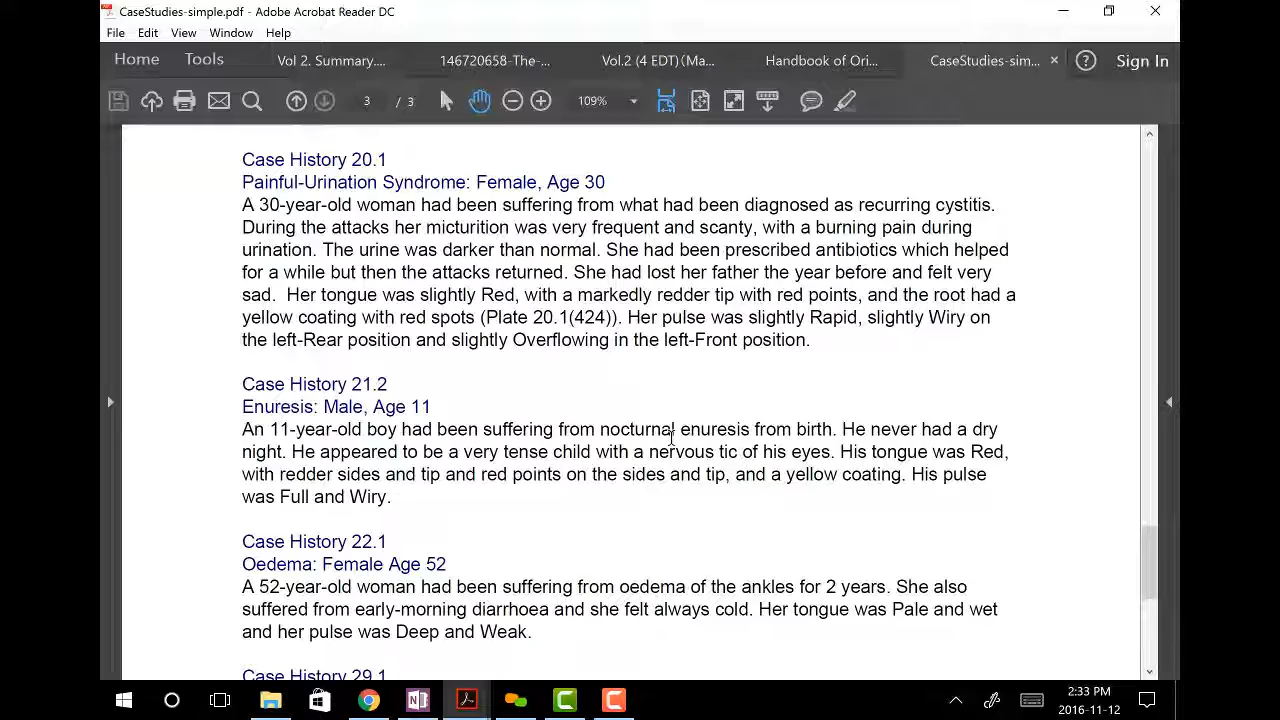 CaseStudies-simple.pdf - Adobe Acrobat Reader DC
File Edit View Window Help
Home Tools Vol 2. Summary.... 146720658-The-... Vol.2 (4 EDT)(Ma... Handbook of Ori... CaseStudies-sim... × ? Sign In
3 / 3 109%
Case History 20.1
Painful-Urination Syndrome: Female, Age 30
A 30-year-old woman had been suffering from what had been diagnosed as recurring cystitis.
During the attacks her micturition was very frequent and scanty, with a burning pain during
urination. The urine was darker than normal. She had been prescribed antibiotics which helped
for a while but then the attacks returned. She had lost her father the year before and felt very
sad. Her tongue was slightly Red, with a markedly redder tip with red points, and the root had a
yellow coating with red spots (Plate 20.1(424)). Her pulse was slightly Rapid, slightly Wiry on
the left-Rear position and slightly Overflowing in the left-Front position.
Case History 21.2
Enuresis: Male, Age 11
An 11-year-old boy had been suffering from nocturnal enuresis from birth. He never had a dry
night. He appeared to be a very tense child with a nervous tic of his eyes. His tongue was Red,
with redder sides and tip and red points on the sides and tip, and a yellow coating. His pulse
was Full and Wiry.
Case History 22.1
Oedema: Female Age 52
A 52-year-old woman had been suffering from oedema of the ankles for 2 years. She also
suffered from early-morning diarrhoea and she felt always cold. Her tongue was Pale and wet
and her pulse was Deep and Weak.
Case History 29.1
2:33 PM
2016-11-12